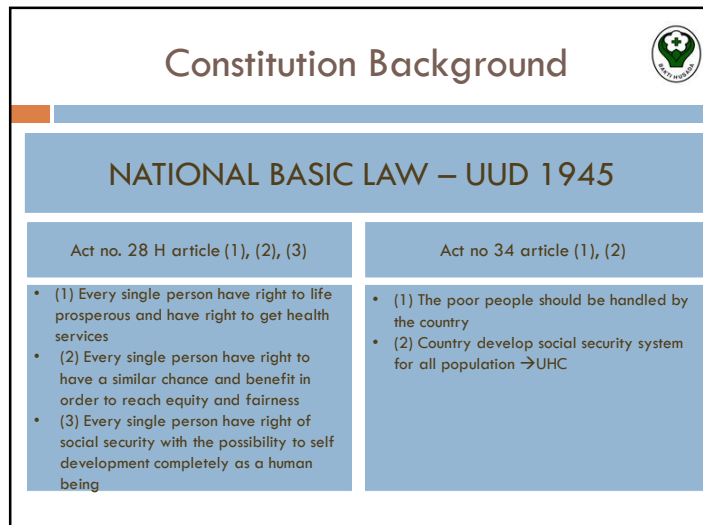 Constitution Background
BAKTI HUSADA
NATIONAL BASIC LAW – UUD 1945
Act no. 28 H article (1), (2), (3)
• (1) Every single person have right to life
prosperous and have right to get health
services
• (2) Every single person have right to
have a similar chance and benefit in
order to reach equity and fairness
• (3) Every single person have right of
social security with the possibility to self
development completely as a human
being
Act no 34 article (1), (2)
• (1) The poor people should be handled by
the country
• (2) Country develop social security system
for all population →UHC